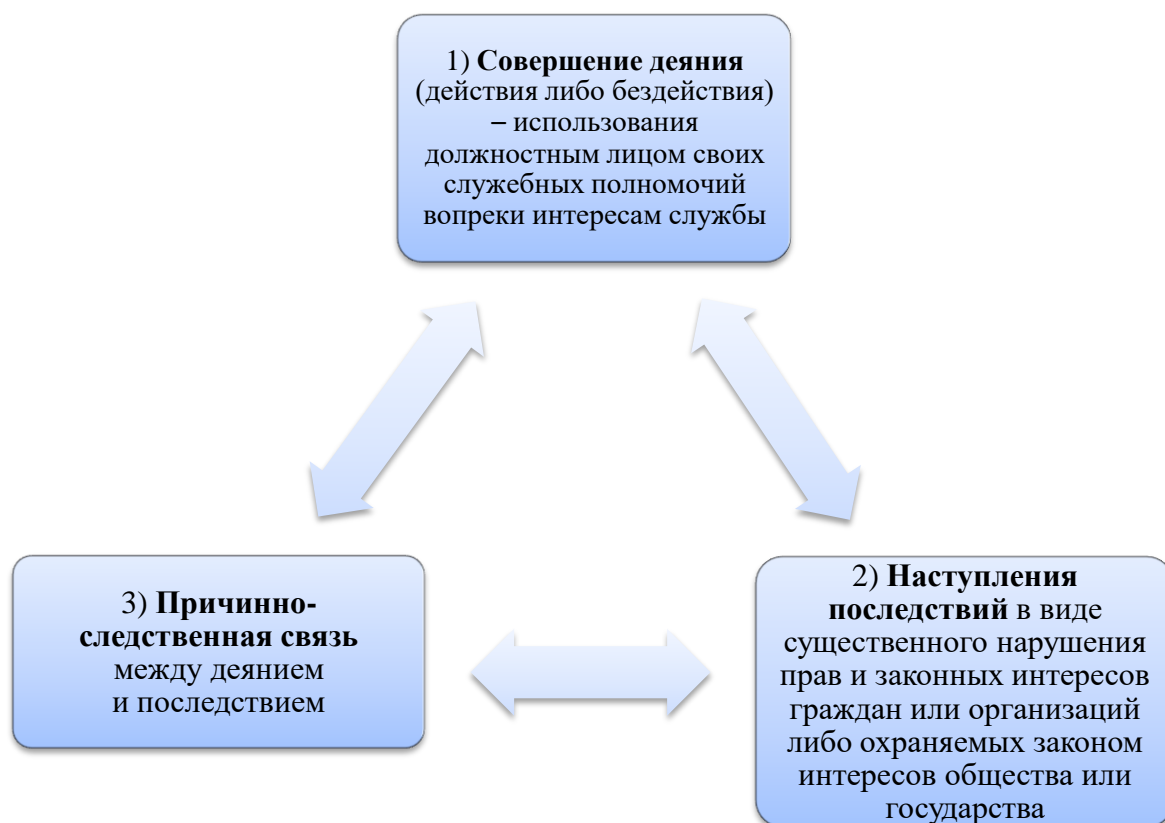 1) Совершение деяния
(действия либо бездействия)
– использования
должностным лицом своих
служебных полномочий
вопреки интересам службы
3) Причинно-
следственная связь
между деянием
и последствием
2) Наступления
последствий в виде
существенного нарушения
прав и законных интересов
граждан или организаций
либо охраняемых законом
интересов общества или
государства